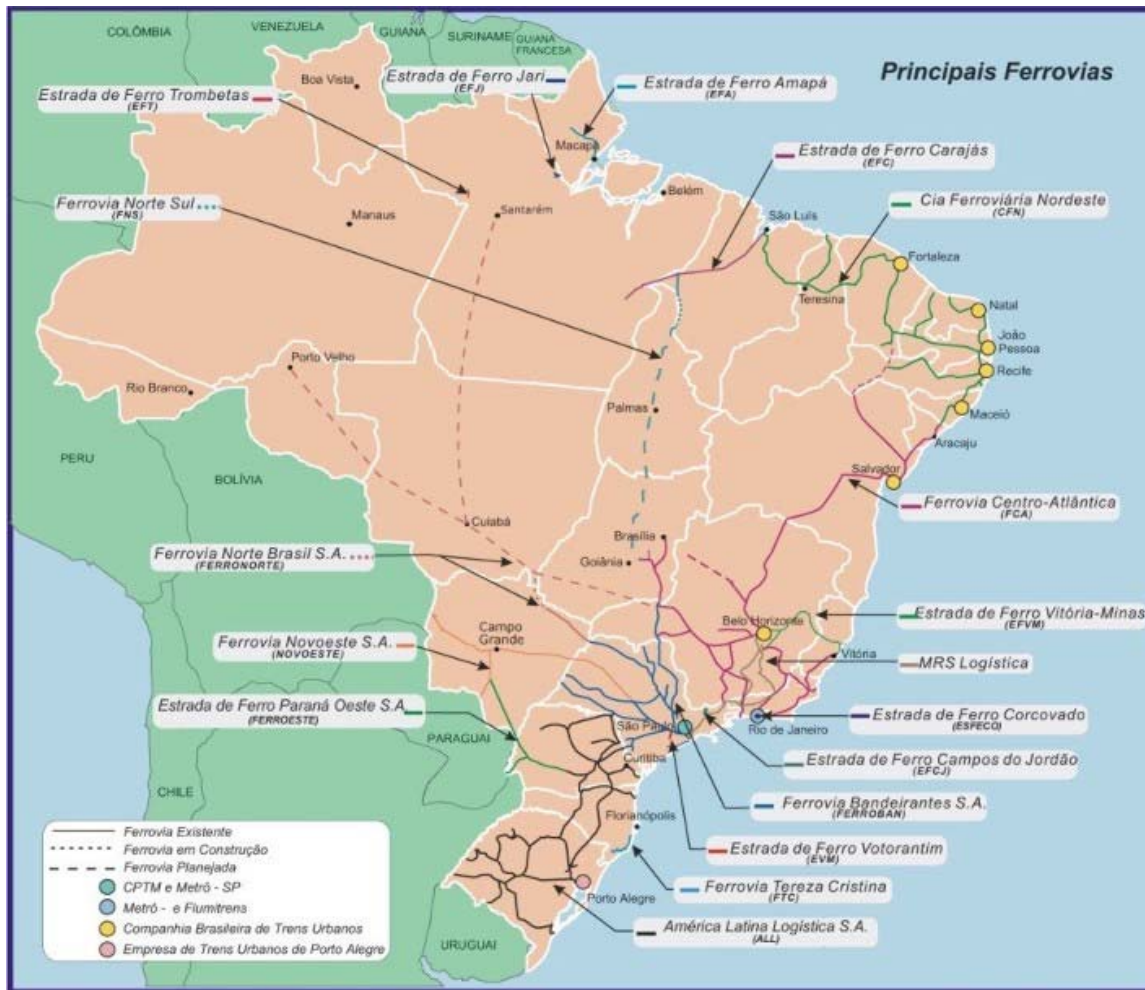 COLÔMBIA
VENEZUELA
GUIANA
SURINAME
GUIANA
FRANCESA
Principais Ferrovias
Boa Vista
Estrada de Ferro Jari
(EFJ)
Estrada de Ferro Amapá
(EFA)
Estrada de Ferro Trombetas
(EFT)
Macapá
Estrada de Ferro Carajás
(EFC)
Belém
Ferrovia Norte Sul
(FNS)
Manaus
Santarém
São Luís
Cia Ferroviária Nordeste
(CFN)
Fortaleza
Teresina
Natal
João
Pessoa
Porto Velho
Recife
Rio Branco
Palmas
Maceió
Aracaju
PERU
BOLÍVIA
Salvador
Ferrovia Centro-Atlântica
(FCA)
Cuiabá
Brasília
Ferrovia Norte Brasil S.A.
(FERRONORTE)
Goiânia
Belo Horizonte
Estrada de Ferro Vitória-Minas
(EFVM)
Campo
Grande
Ferrovia Novoeste S.A.
(NOVOESTE)
Vitória
MRS Logística
Estrada de Ferro Paraná Oeste S.A
(FERROESTE)
São Paulo
Rio de Janeiro
Estrada de Ferro Corcovado
(ESFECO)
PARAGUAI
Curitiba
Estrada de Ferro Campos do Jordão
(EFCJ)
CHILE
Ferrovia Bandeirantes S.A.
(FERROBAN)
Florianópolis
Ferrovia Existente
Ferrovia em Construção
Ferrovia Planejada
CPTM e Metrô - SP
Metrô - e Flumitrens
Companhia Brasileira de Trens Urbanos
Empresa de Trens Urbanos de Porto Alegre
Estrada de Ferro Votorantim
(EVM)
Ferrovia Tereza Cristina
(FTC)
Porto Alegre
América Latina Logística S.A.
(ALL)
URUGUAI